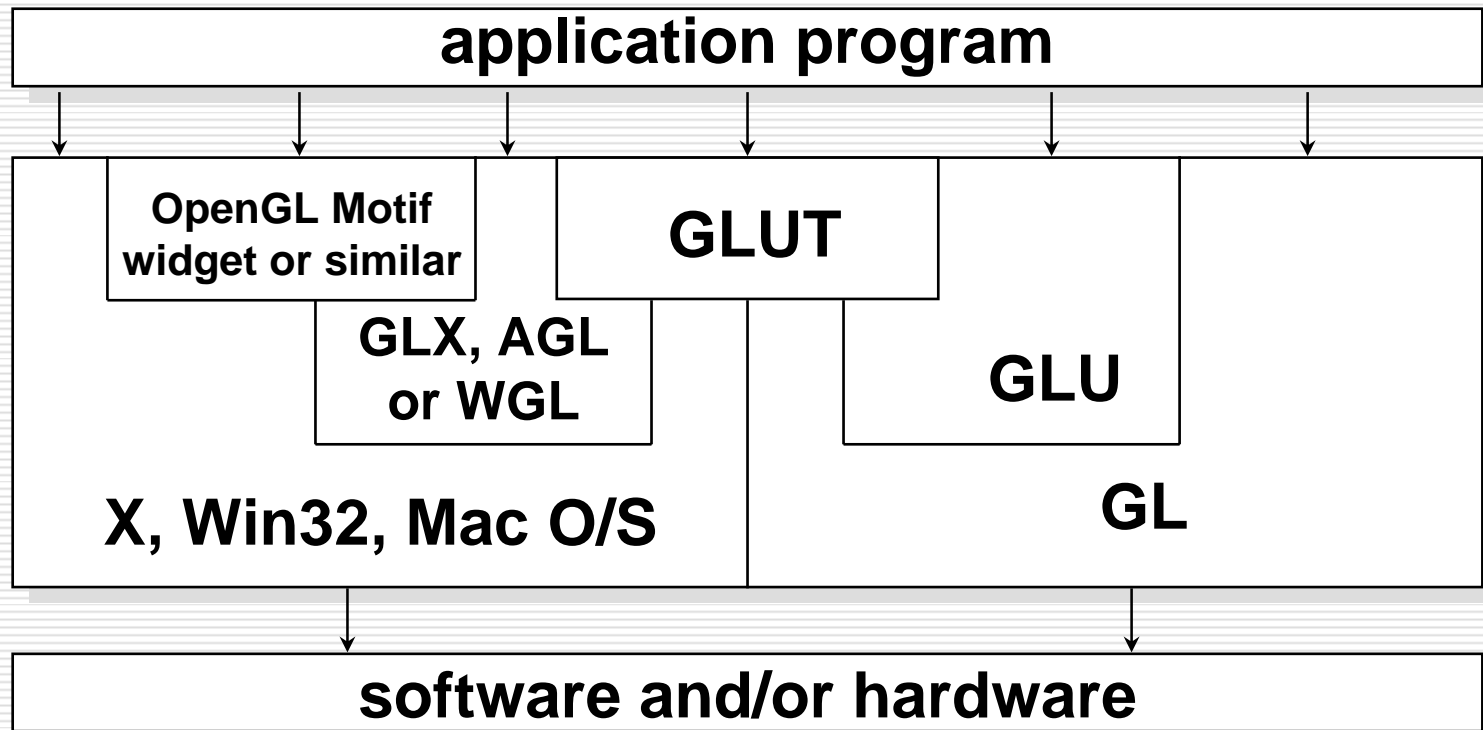 application program
OpenGL Motif
widget or similar
GLUT
GLX, AGL
or WGL
GLU
X, Win32, Mac O/S
GL
software and/or hardware